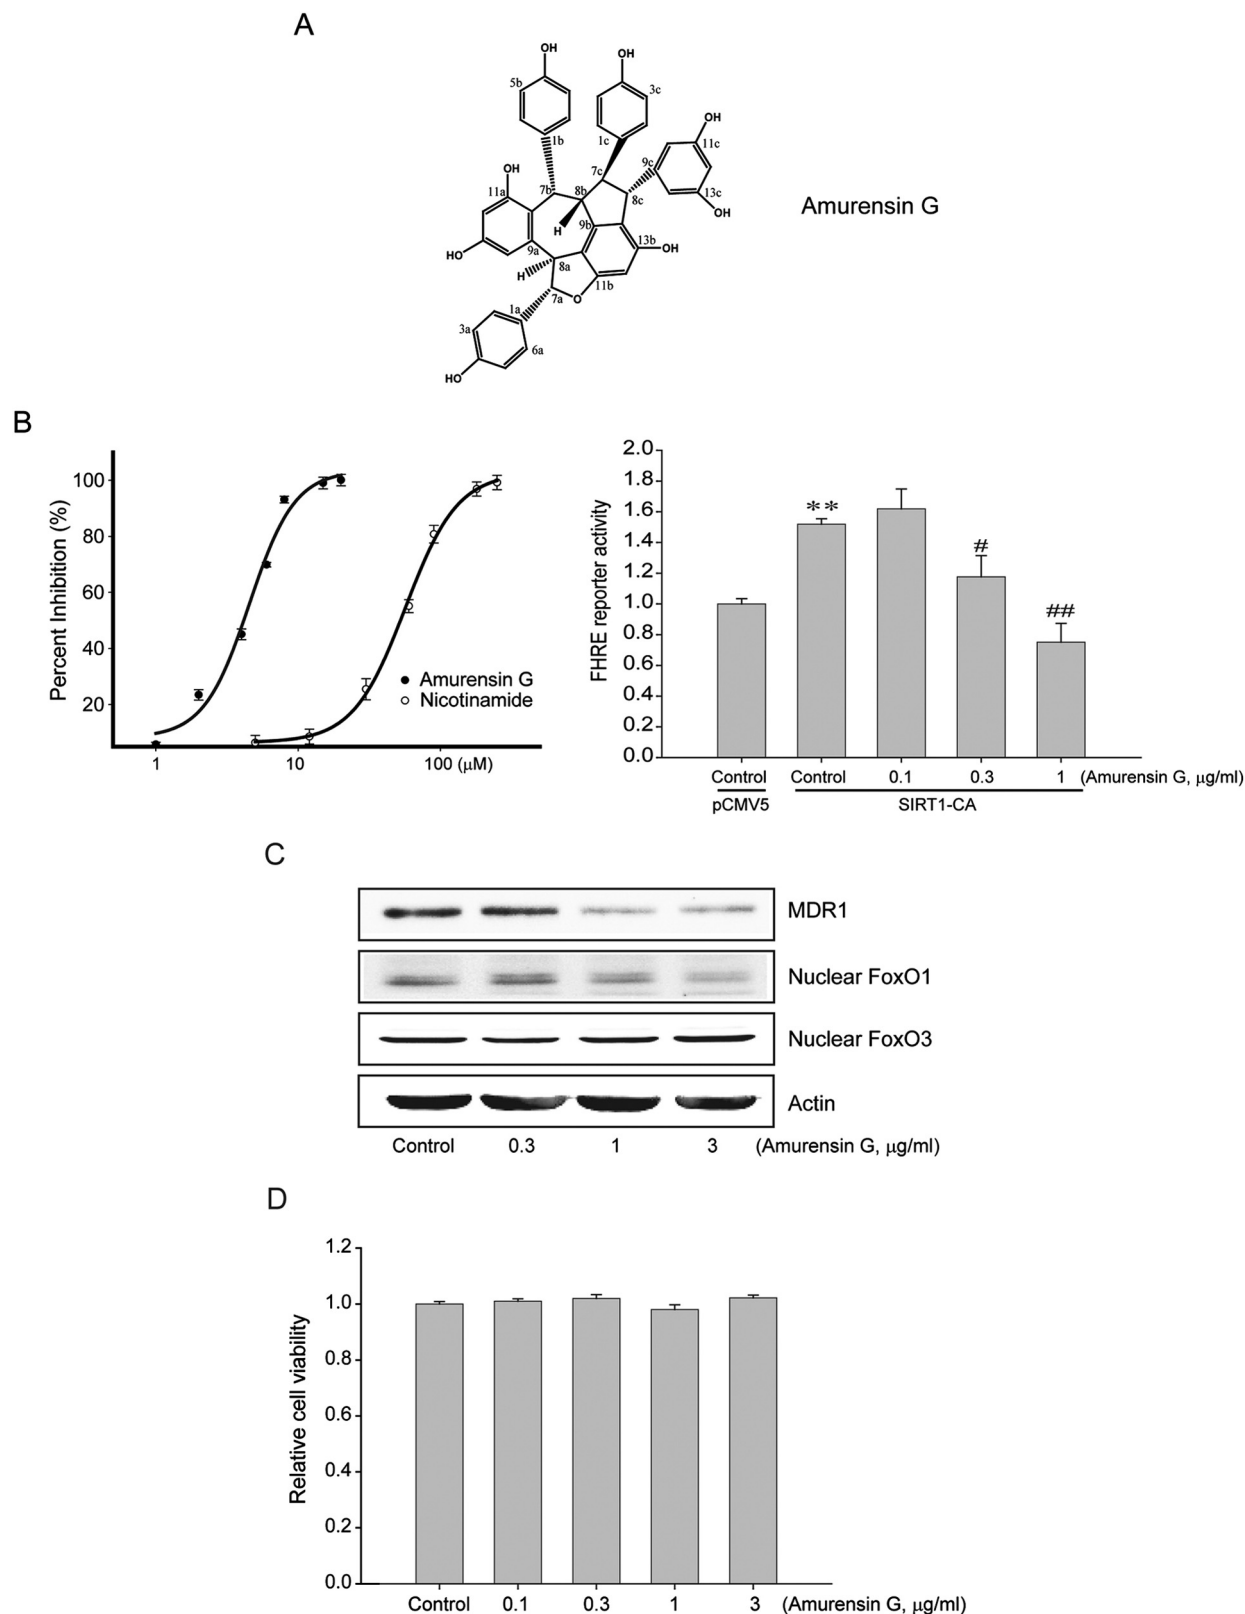 A
OH
OH
5b
3c
OH
1b
1c
11c
OH
9c
7c
11a
7b
8b
13c
8c
OH
H
9b
13b
OH
HO
9a
8a
H
11b
7a
O
1a
3a
6a
HO
Amurensin G
B
Percent Inhibition (%)
100
80
60
40
20
Amurensin G
Nicotinamide
1 10 100 (μM)
FHRE reporter activity
2.0
1.8
1.6
1.4
1.2
1.0
0.8
0.6
0.4
0.2
0.0
**
#
##
Control Control 0.1 0.3 1 (Amurensin G, μg/ml)
pCMV5 SIRT1-CA
C
MDR1
Nuclear FoxO1
Nuclear FoxO3
Actin
Control 0.3 1 3 (Amurensin G, μg/ml)
D
Relative cell viability
1.2
1.0
0.8
0.6
0.4
0.2
0.0
Control 0.1 0.3 1 3 (Amurensin G, μg/ml)